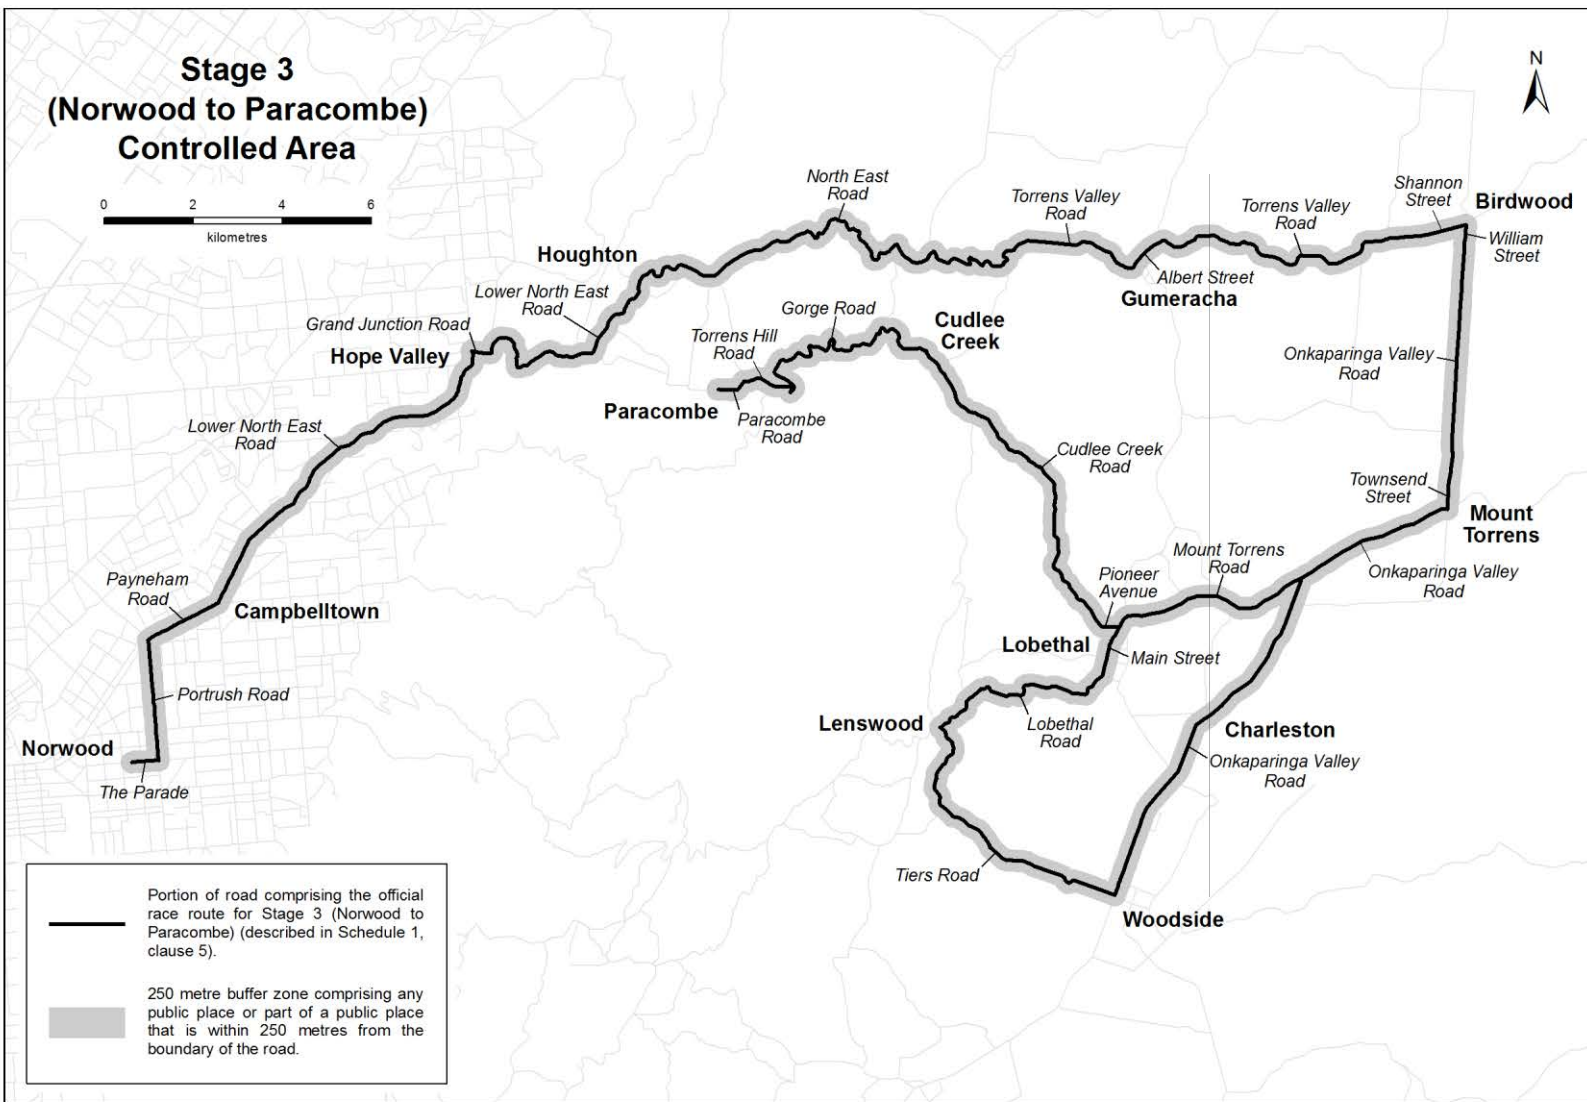 Stage 3
(Norwood to Paracombe)
Controlled Area
0 2 4 6
kilometres
N
North East
Road
Torrens Valley
Road
Torrens Valley
Road
Shannon
Street
Birdwood
William
Street
Houghton
Lower North East
Road
Albert Street
Gumeracha
Grand Junction Road
Hope Valley
Gorge Road
Cudlee
Creek
Torrens Hill
Road
Onkaparinga Valley
Road
Paracombe
Paracombe
Road
Lower North East
Road
Cudlee Creek
Road
Townsend
Street
Mount
Torrens
Payneham
Road
Campbelltown
Pioneer
Avenue
Mount Torrens
Road
Onkaparinga Valley
Road
Lobethal
Main Street
Portrush Road
Lenswood
Lobethal
Road
Charleston
Norwood
Onkaparinga Valley
Road
The Parade
Tiers Road
Woodside
Portion of road comprising the official
race route for Stage 3 (Norwood to
Paracombe) (described in Schedule 1,
clause 5).
250 metre buffer zone comprising any
public place or part of a public place
that is within 250 metres from the
boundary of the road.